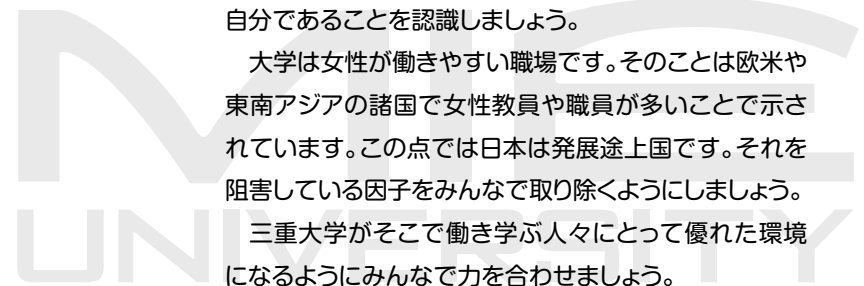 自分であることを認識しましょう。
　大学は女性が働きやすい職場です。そのことは欧米や
東南アジアの諸国で女性教員や職員が多いことで示さ
れています。この点では日本は発展途上国です。それを
阻害している因子をみんなで取り除くようにしましょう。
　三重大学がそこで働き学ぶ人々にとって優れた環境
になるようにみんなで力を合わせましょう。
MIE
UNIVERSITY